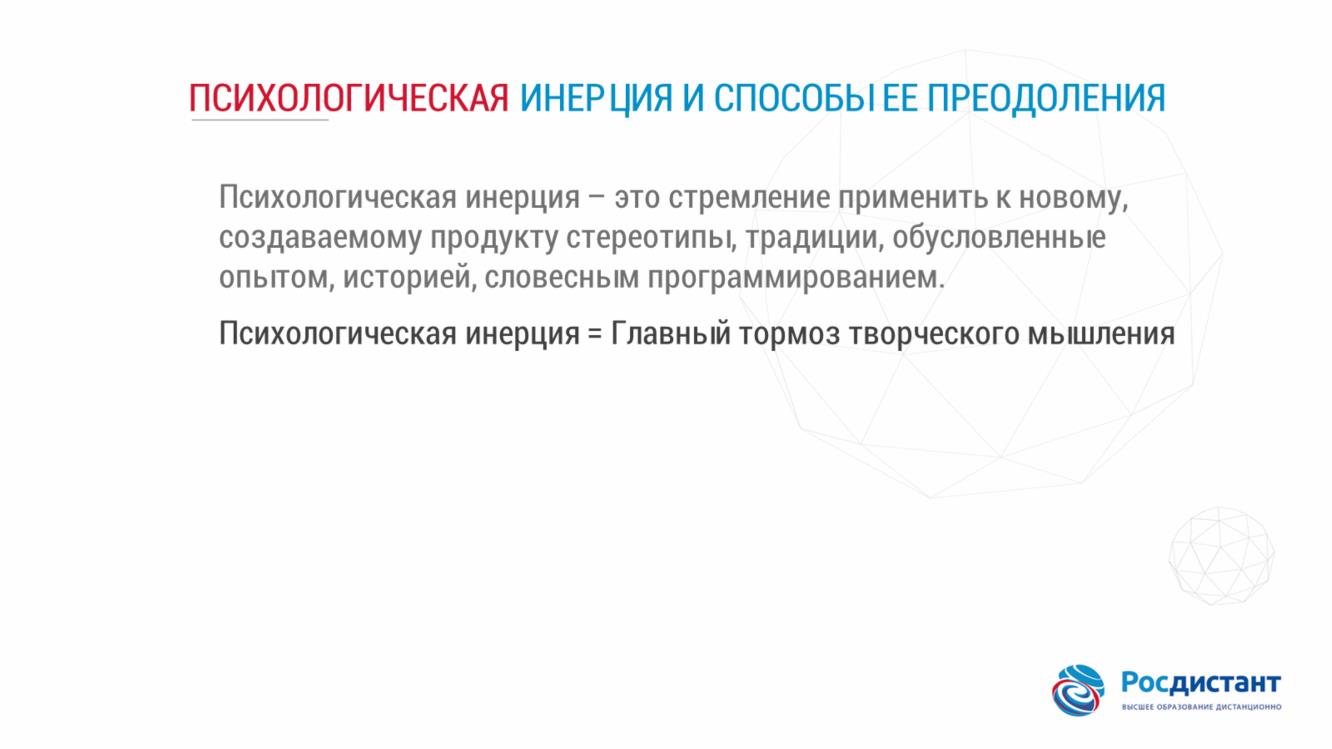 ПСИХОЛОГИЧЕСКАЯ ИНЕРЦИЯ И СПОСОБЫ ЕЕ ПРЕОДОЛЕНИЯ
Психологическая инерция – это стремление применить к новому,
создаваемому продукту стереотипы, традиции, обусловленные
опытом, историей, словесным программированием.
Психологическая инерция = Главный тормоз творческого мышления
Росдистант
ВЫСШЕЕ ОБРАЗОВАНИЕ ДИСТАНЦИОННО